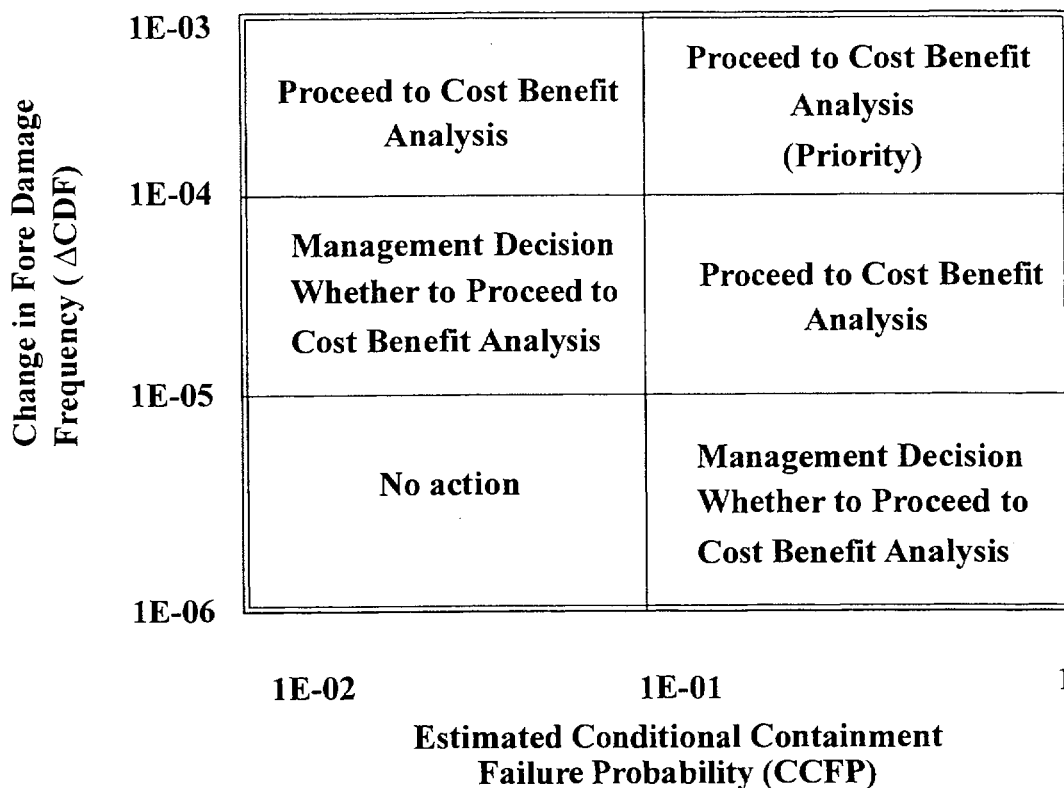 1E-03
Proceed to Cost Benefit
Analysis
Proceed to Cost Benefit
Analysis
(Priority)
Change in Fore Damage
Frequency ( ΔCDF)
1E-04
Management Decision
Whether to Proceed to
Cost Benefit Analysis
Proceed to Cost Benefit
Analysis
1E-05
No action
Management Decision
Whether to Proceed to
Cost Benefit Analysis
1E-06
1E-02
1E-01
1
Estimated Conditional Containment
Failure Probability (CCFP)